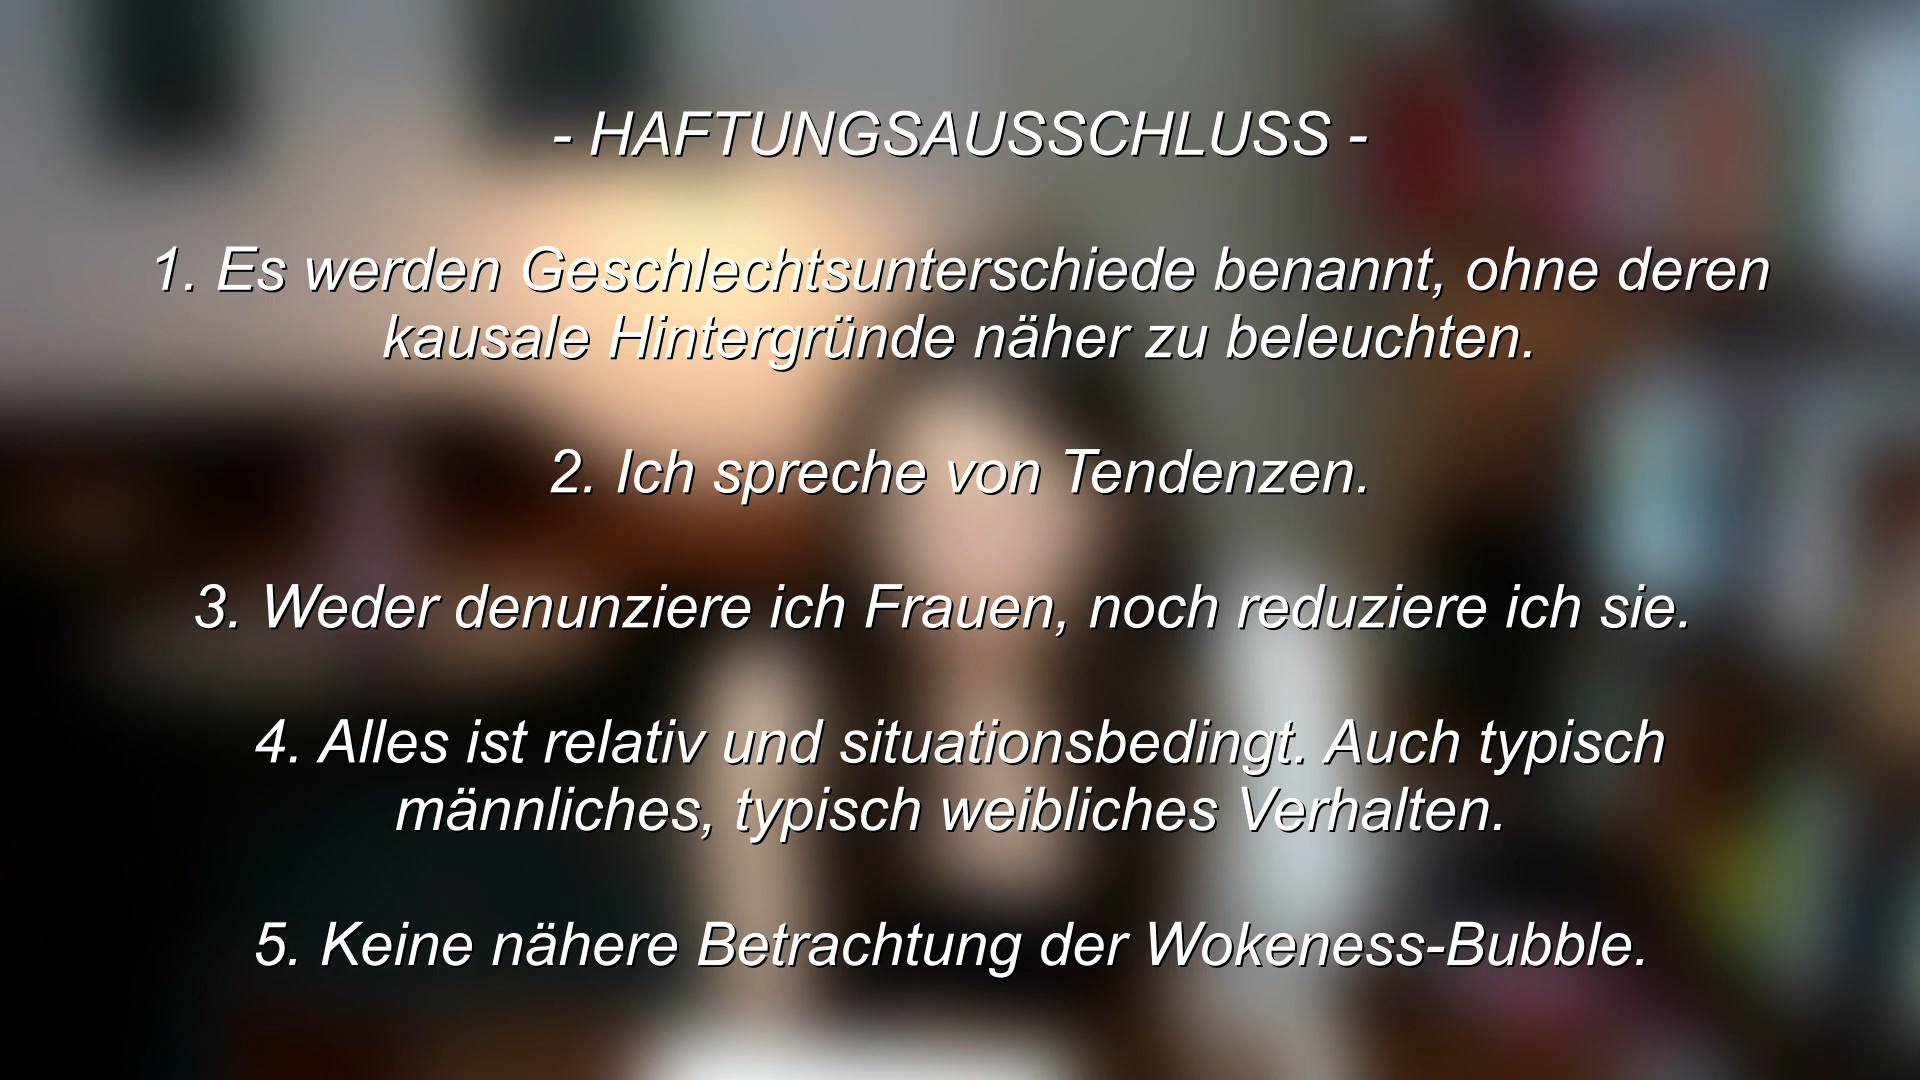 - HAFTUNGSAUSSCHLUSS -
1. Es werden Geschlechtsunterschiede benannt, ohne deren
kausale Hintergründe näher zu beleuchten.
2. Ich spreche von Tendenzen.
3. Weder denunziere ich Frauen, noch reduziere ich sie.
4. Alles ist relativ und situationsbedingt. Auch typisch
männliches, typisch weibliches Verhalten.
5. Keine nähere Betrachtung der Wokeness-Bubble.